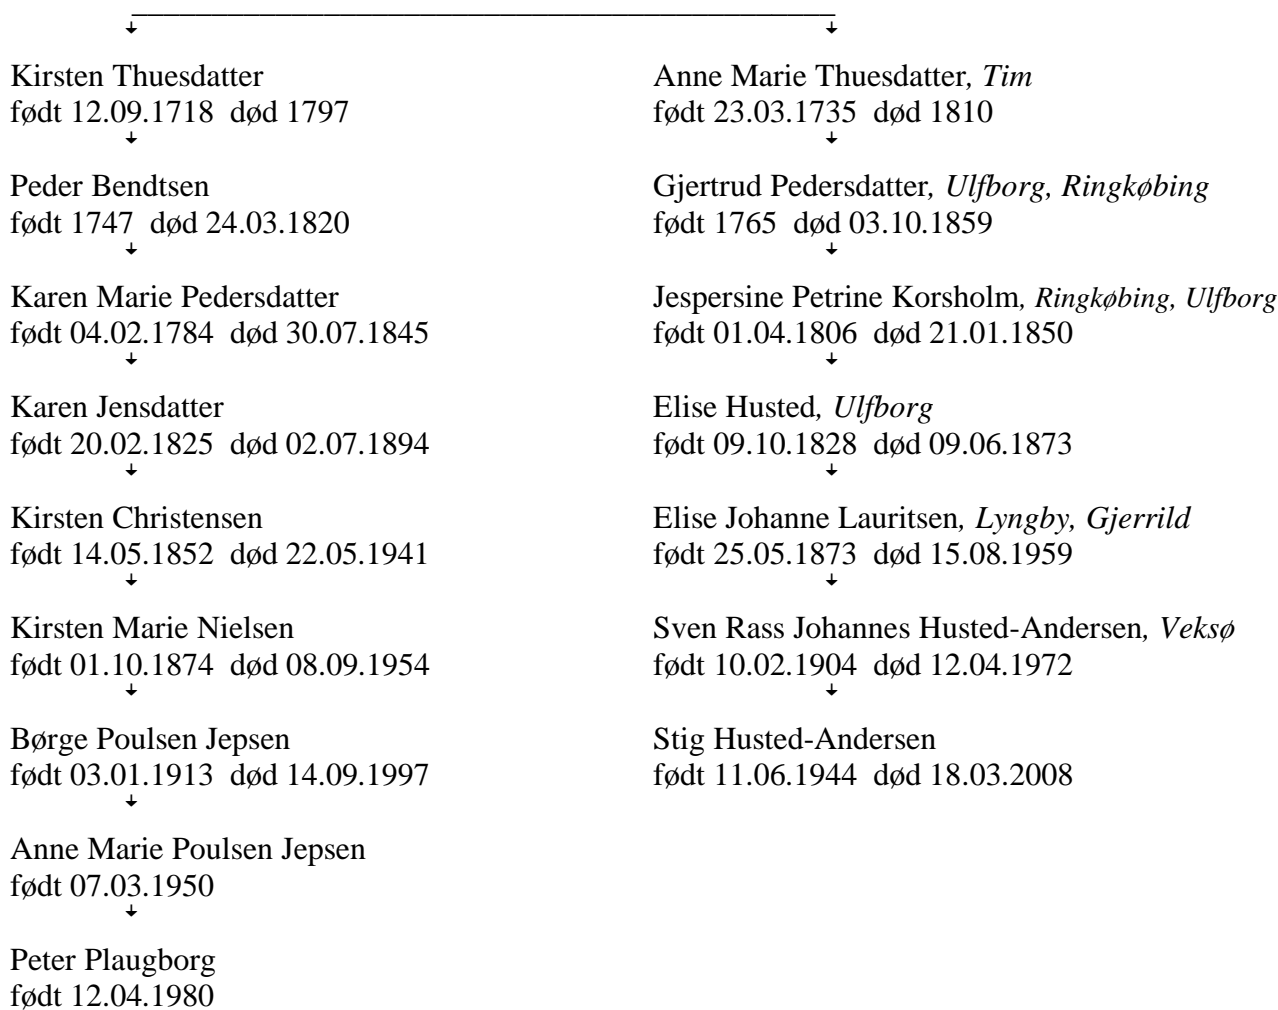 Kirsten Thuesdatter
født 12.09.1718 død 1797
Peder Bendtsen
født 1747 død 24.03.1820
Karen Marie Pedersdatter
født 04.02.1784 død 30.07.1845
Karen Jensdatter
født 20.02.1825 død 02.07.1894
Kirsten Christensen
født 14.05.1852 død 22.05.1941
Kirsten Marie Nielsen
født 01.10.1874 død 08.09.1954
Børge Poulsen Jepsen
født 03.01.1913 død 14.09.1997
Anne Marie Poulsen Jepsen
født 07.03.1950
Peter Plaugborg
født 12.04.1980
Anne Marie Thuesdatter, Tim
født 23.03.1735 død 1810
Gjertrud Pedersdatter, Ulfborg, Ringkøbing
født 1765 død 03.10.1859
Jespersine Petrine Korsholm, Ringkøbing, Ulfborg
født 01.04.1806 død 21.01.1850
Elise Husted, Ulfborg
født 09.10.1828 død 09.06.1873
Elise Johanne Lauritsen, Lyngby, Gjerrild
født 25.05.1873 død 15.08.1959
Sven Rass Johannes Husted-Andersen, Veksø
født 10.02.1904 død 12.04.1972
Stig Husted-Andersen
født 11.06.1944 død 18.03.2008